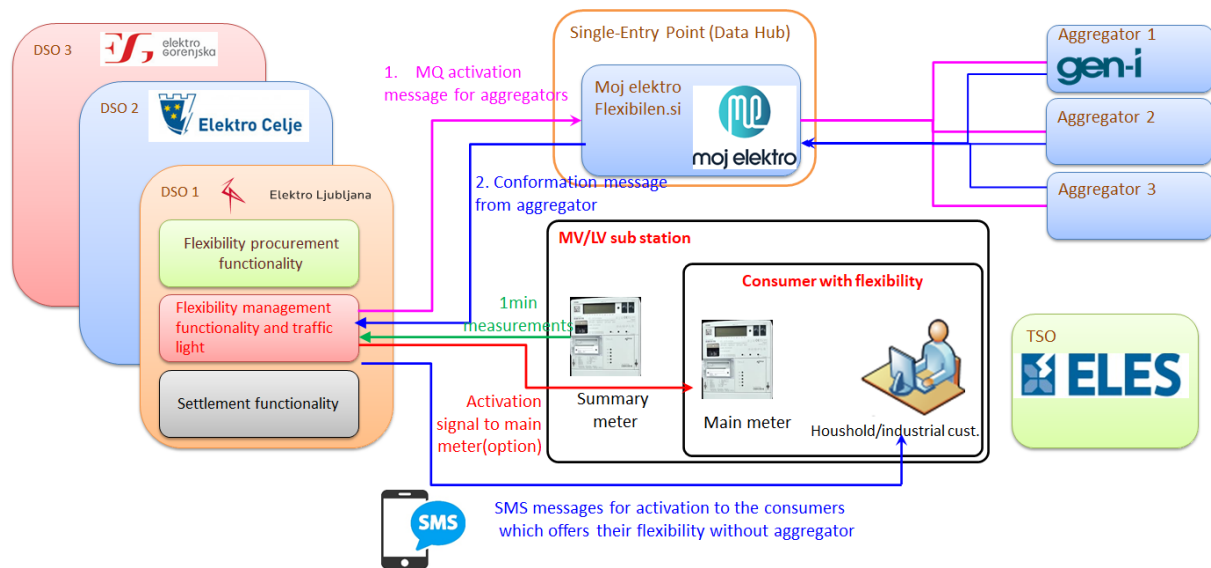 DSO 3
elektro
Gorenjska
DSO 2
Elektro Celje
DSO 1
Elektro Ljubljana
Flexibility procurement
functionality
Flexibility management
functionality and traffic
light
Settlement functionality
1. MQ activation
message for aggregators
2. Conformation message
from aggregator
Single-Entry Point (Data Hub)
Moj elektro
Flexibilen.si
moj elektro
Aggregator 1
gen-i
Aggregator 2
Aggregator 3
MV/LV sub station
Consumer with flexibility
1min
measurements
Activation
signal to main
meter(option)
Summary
meter
Main meter
Houshold/industrial cust.
TSO
ELES
SMS
SMS messages for activation to the consumers
which offers their flexibility without aggregator